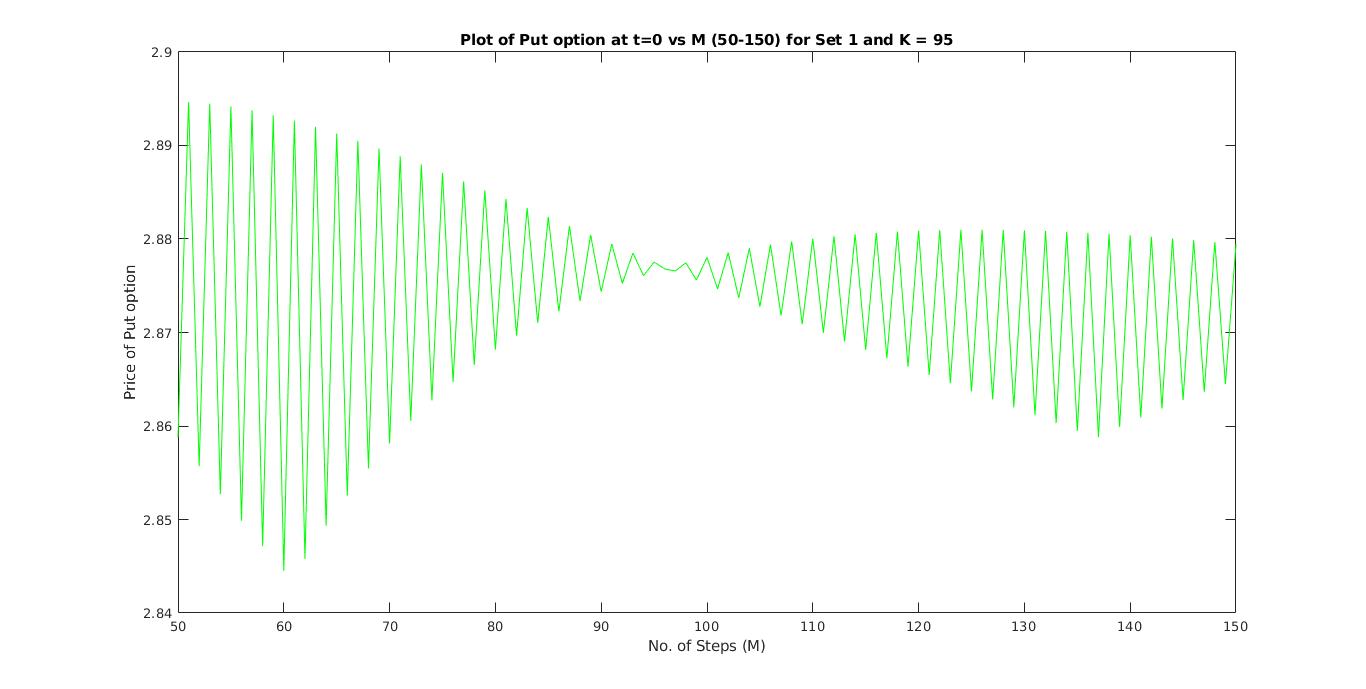 Plot of Put option at t=0 vs M (50-150) for Set 1 and K = 95
2.9
2.89
2.88
2.87
2.86
2.85
2.84
Price of Put option
50 60 70 80 90 100 110 120 130 140 150
No. of Steps (M)